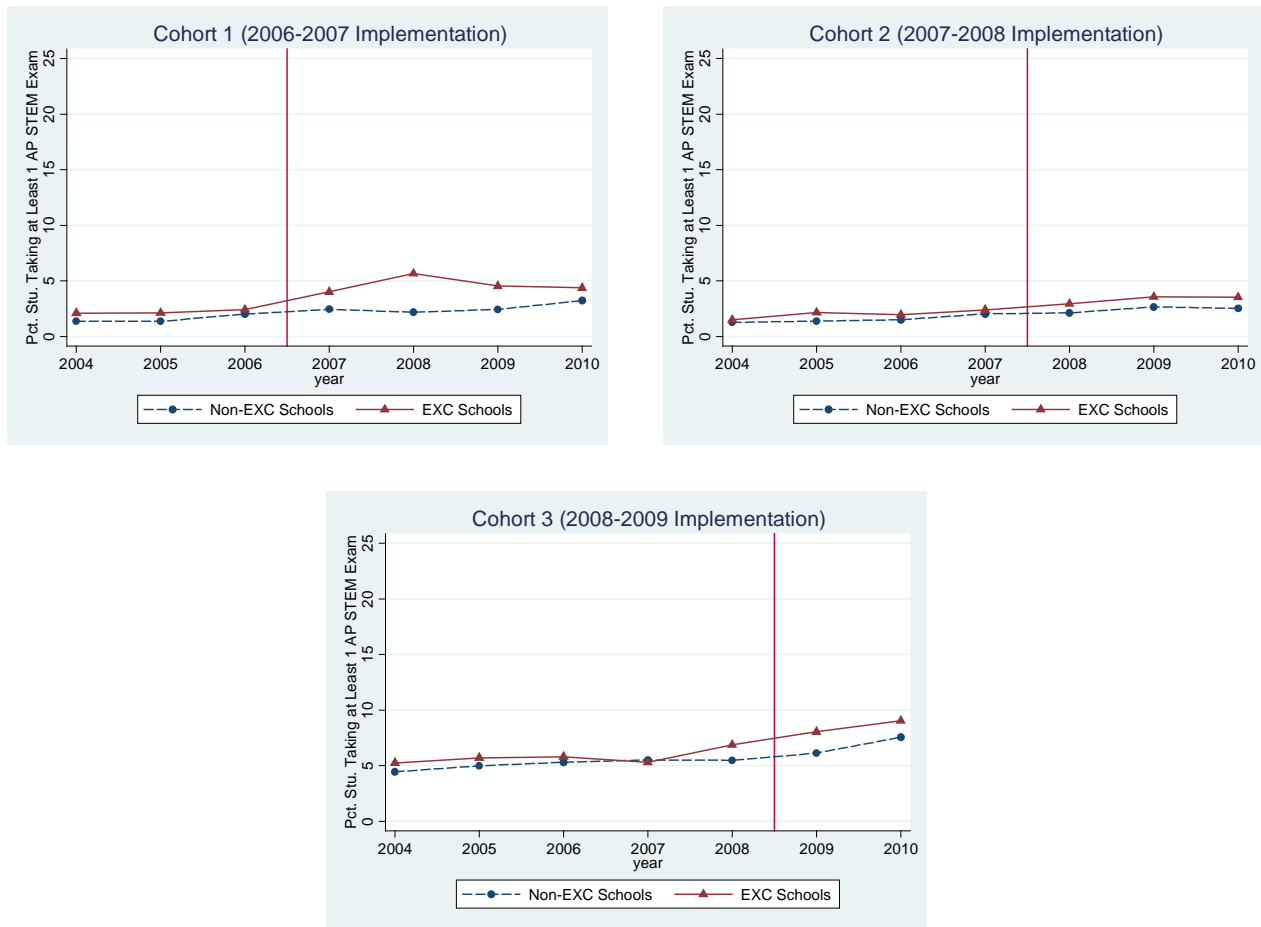 Cohort 1 (2006-2007 Implementation)
Pct. Stu. Taking at Least 1 AP STEM Exam
25
20
15
10
5
0
2004 2005 2006 2007 2008 2009 2010
year
Non-EXC Schools EXC Schools
Cohort 2 (2007-2008 Implementation)
Pct. Stu. Taking at Least 1 AP STEM Exam
25
20
15
10
5
0
2004 2005 2006 2007 2008 2009 2010
year
Non-EXC Schools EXC Schools
Cohort 3 (2008-2009 Implementation)
Pct. Stu. Taking at Least 1 AP STEM Exam
25
20
15
10
5
0
2004 2005 2006 2007 2008 2009 2010
year
Non-EXC Schools EXC Schools